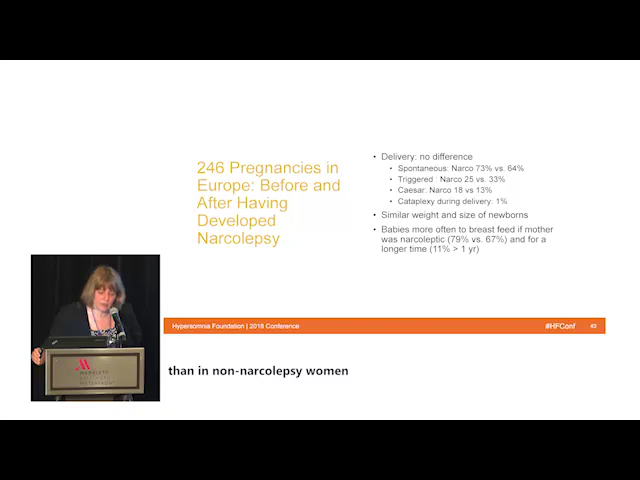 246 Pregnancies in
Europe: Before and
After Having
Developed
Narcolepsy
• Delivery: no difference
• Spontaneous: Narco 73% vs. 64%
• Triggered : Narco 25 vs. 33%
• Caesar: Narco 18 vs 13%
• Cataplexy during delivery: 1%
• Similar weight and size of newborns
• Babies more often to breast feed if mother
was narcoleptic (79% vs. 67%) and for a
longer time (11% > 1 yr)
Hypersomnia Foundation | 2018 Conference
#HFConf
43
MARRIOTT
than in non-narcolepsy women